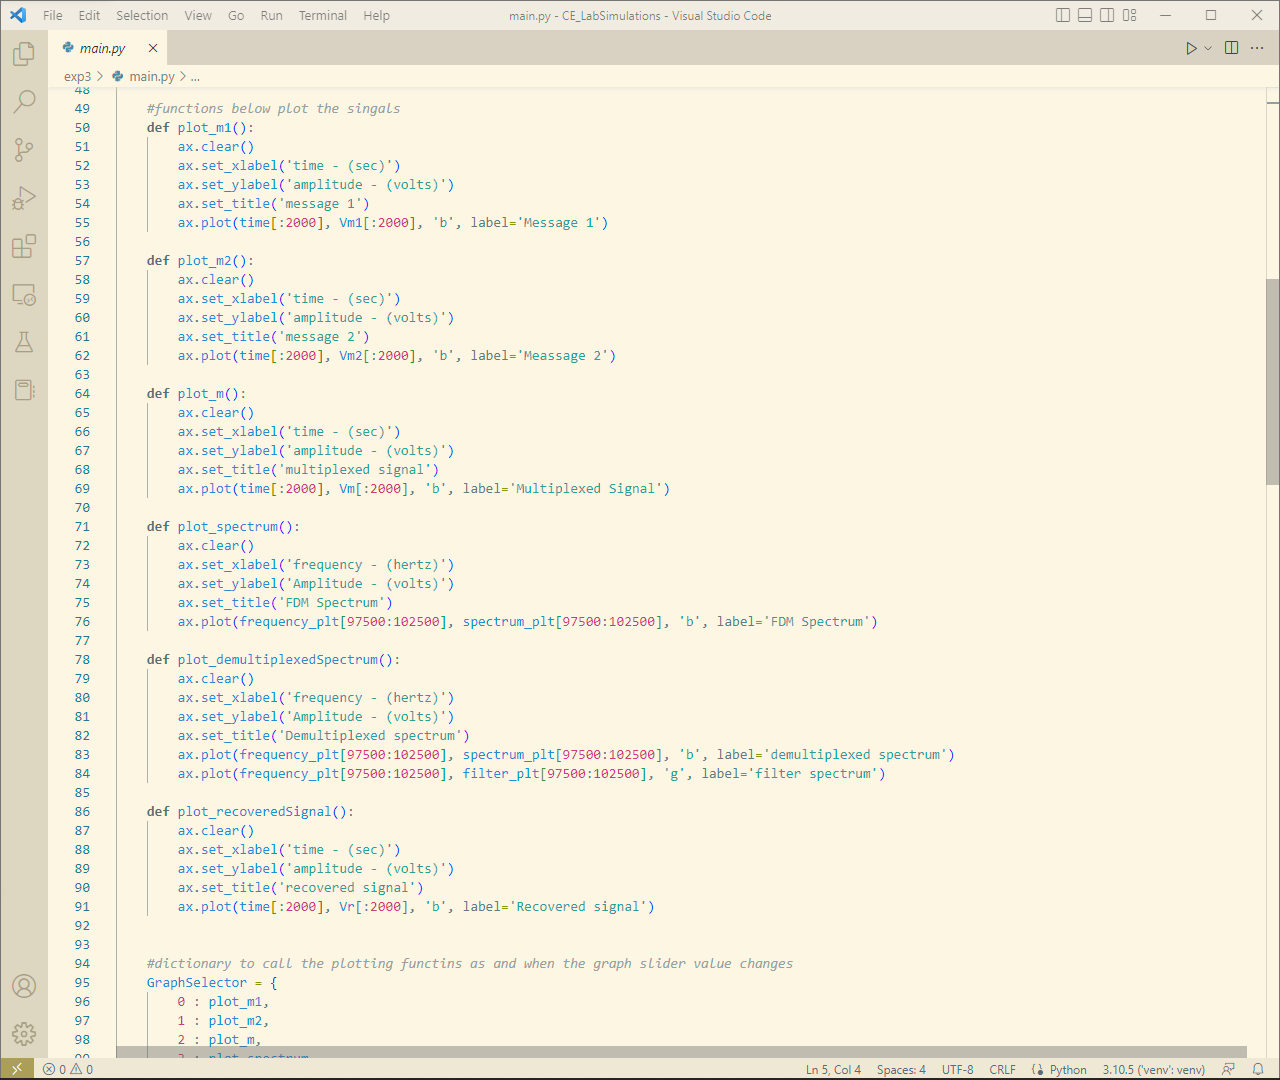 File Edit Selection View Go Run Terminal Help main.py - CE_LabSimulations - Visual Studio Code
main.py
exp3 > main.py > ...
48
49 #functions below plot the singals
50 def plot_m1():
51 ax.clear()
52 ax.set_xlabel('time - (sec)')
53 ax.set_ylabel('amplitude - (volts)')
54 ax.set_title('message 1')
55 ax.plot(time[:2000], Vm1[:2000], 'b', label='Message 1')
56
57 def plot_m2():
58 ax.clear()
59 ax.set_xlabel('time - (sec)')
60 ax.set_ylabel('amplitude - (volts)')
61 ax.set_title('message 2')
62 ax.plot(time[:2000], Vm2[:2000], 'b', label='Meassage 2')
63
64 def plot_m():
65 ax.clear()
66 ax.set_xlabel('time - (sec)')
67 ax.set_ylabel('amplitude - (volts)')
68 ax.set_title('multiplexed signal')
69 ax.plot(time[:2000], Vm[:2000], 'b', label='Multiplexed Signal')
70
71 def plot_spectrum():
72 ax.clear()
73 ax.set_xlabel('frequency - (hertz)')
74 ax.set_ylabel('Amplitude - (volts)')
75 ax.set_title('FDM Spectrum')
76 ax.plot(frequency_plt[97500:102500], spectrum_plt[97500:102500], 'b', label='FDM Spectrum')
77
78 def plot_demultiplexedSpectrum():
79 ax.clear()
80 ax.set_xlabel('frequency - (hertz)')
81 ax.set_ylabel('Amplitude - (volts)')
82 ax.set_title('Demultiplexed spectrum')
83 ax.plot(frequency_plt[97500:102500], spectrum_plt[97500:102500], 'b', label='demultiplexed spectrum')
84 ax.plot(frequency_plt[97500:102500], filter_plt[97500:102500], 'g', label='filter spectrum')
85
86 def plot_recoveredSignal():
87 ax.clear()
88 ax.set_xlabel('time - (sec)')
89 ax.set_ylabel('amplitude - (volts)')
90 ax.set_title('recovered signal')
91 ax.plot(time[:2000], Vr[:2000], 'b', label='Recovered signal')
92
93
94 #dictionary to call the plotting functins as and when the graph slider value changes
95 GraphSelector = {
96 0 : plot_m1,
97 1 : plot_m2,
98 2 : plot_m,
99 3 : plot_spectrum,
0 0 Ln 5, Col 4 Spaces: 4 UTF-8 CRLF Python 3.10.5 ('venv': venv)